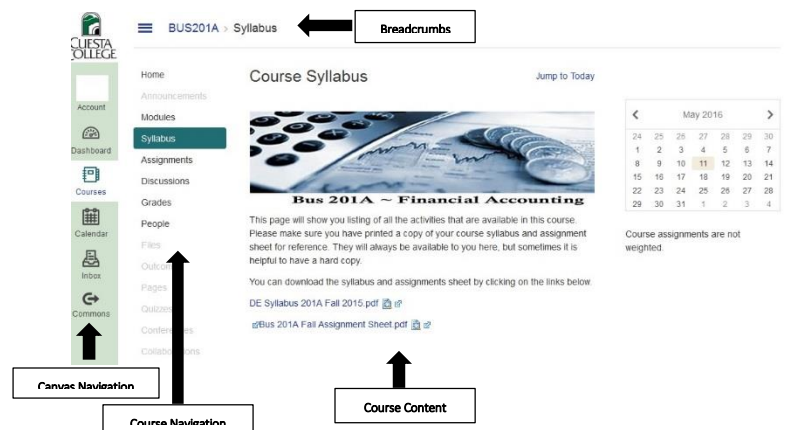 CUESTA
COLLEGE
BUS201A > Syllabus
Breadcrumbs
Account
Dashboard
Courses
Calendar
Inbox
Commons
Home
Announcements
Modules
Syllabus
Assignments
Discussions
Grades
People
Files
Pages
Quizzes
Course Syllabus
Jump to Today
Bus 201A ~ Financial Accounting
This page will show you listing of all the activities that are available in this course.
Please make sure you have printed a copy of your course syllabus and assignment
sheet for reference. They will always be available to you here, but sometimes it is
helpful to have a hard copy.
You can download the syllabus and assignments sheet by clicking on the links below.
DE Syllabus 201A Fall 2015.pdf
Bus 201A Fall Assignment Sheet.pdf
< May 2016 >
24 25 26 27 28 29 30
1 2 3 4 5 6 7
8 9 10 11 12 13 14
15 16 17 18 19 20 21
22 23 24 25 26 27 28
29 30 31 1 2 3 4
Course assignments are not
weighted.
Canvas Navigation
Course Navigation
Course Content